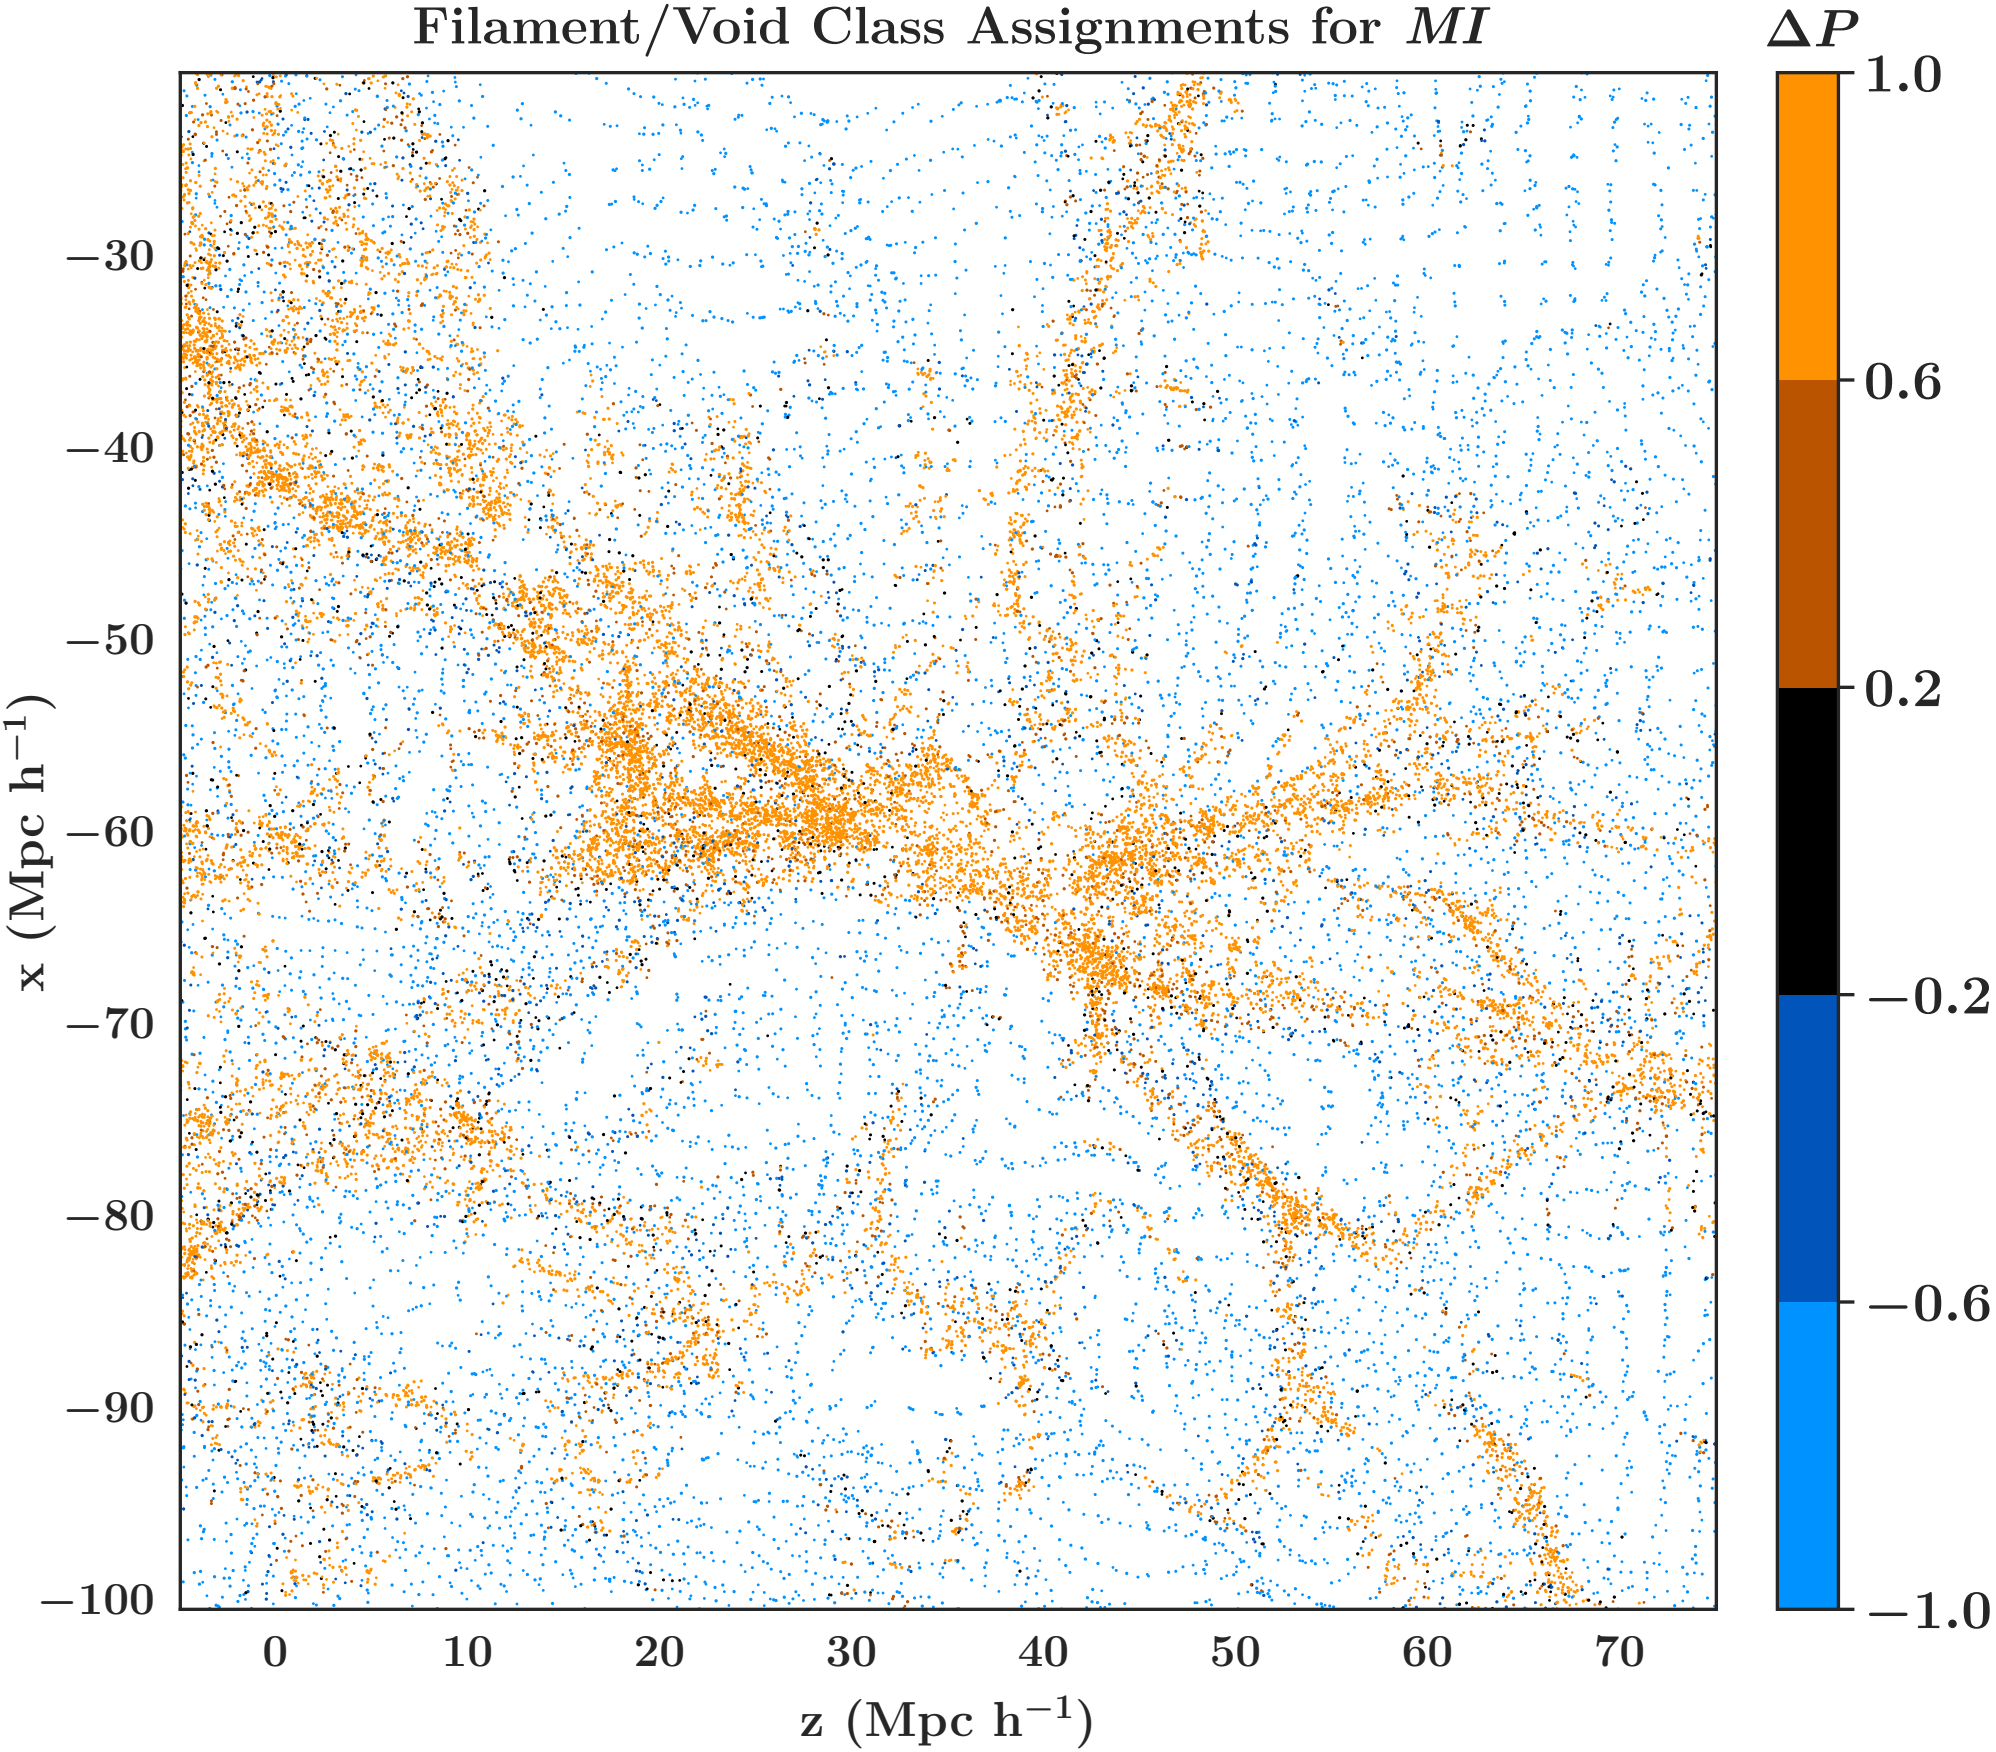 Filament/Void Class Assignments for MI
ΔP
1.0
0.6
0.2
−0.2
−0.6
−1.0
−30
−40
−50
−60
−70
−80
−90
−100
x (Mpc h⁻¹)
0 10 20 30 40 50 60 70
z (Mpc h⁻¹)